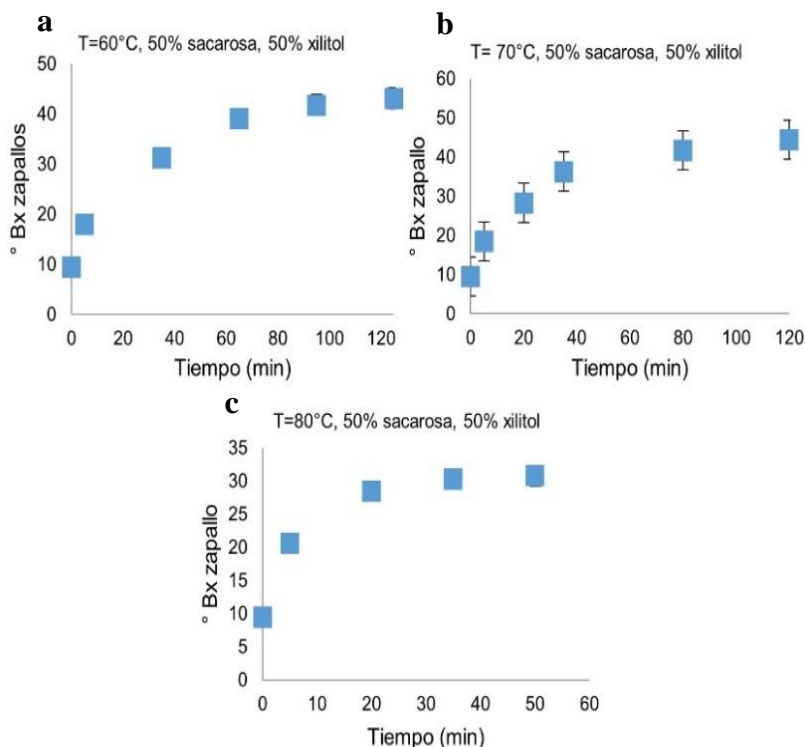 a
T=60°C, 50% sacarosa, 50% xilitol
50
40
30
20
10
0
° Bx zapallos
0 20 40 60 80 100 120
Tiempo (min)
b
T= 70°C, 50% sacarosa, 50% xilitol
60
50
40
30
20
10
0
° Bx zapallo
0 20 40 60 80 100 120
Tiempo (min)
c
T=80°C, 50% sacarosa, 50% xilitol
35
30
25
20
15
10
5
0
° Bx zapallo
0 10 20 30 40 50 60
Tiempo (min)